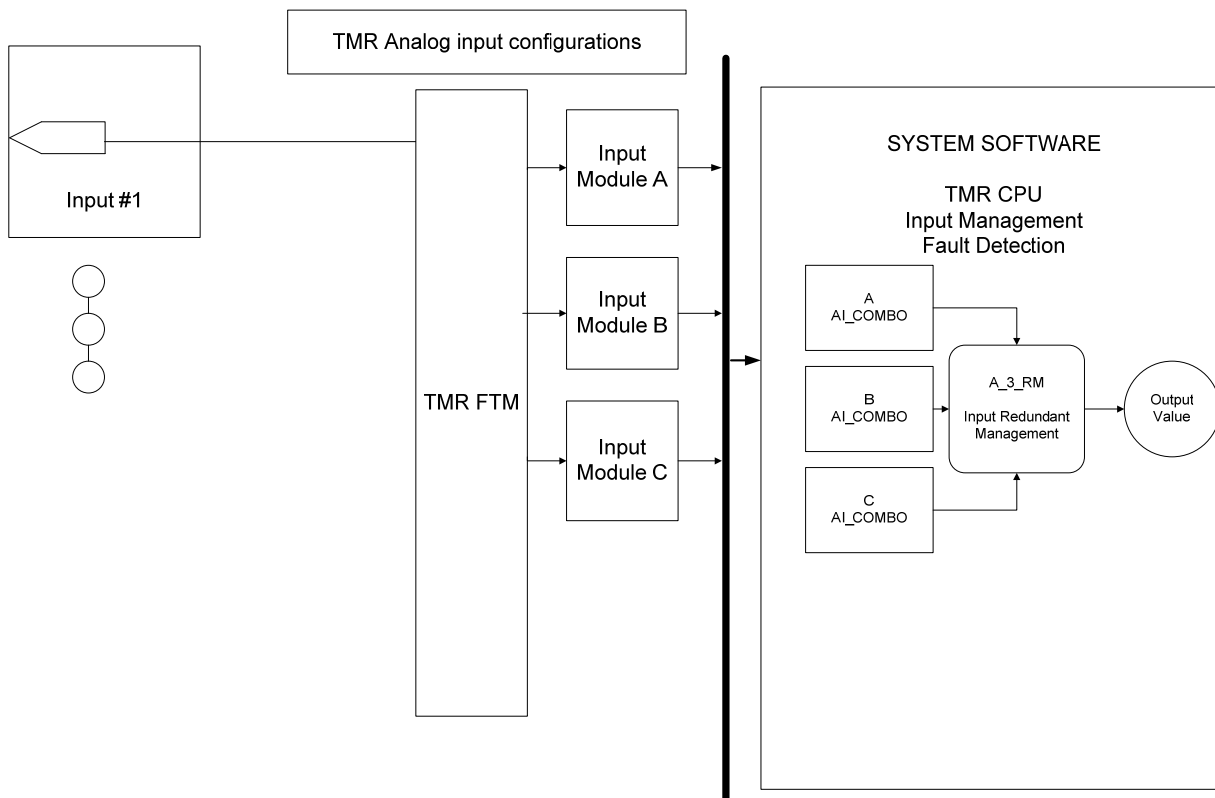 TMR Analog input configurations
Input #1
TMR FTM
Input
Module A
Input
Module B
Input
Module C
SYSTEM SOFTWARE
TMR CPU
Input Management
Fault Detection
A
AI_COMBO
B
AI_COMBO
C
AI_COMBO
A_3_RM
Input Redundant
Management
Output
Value